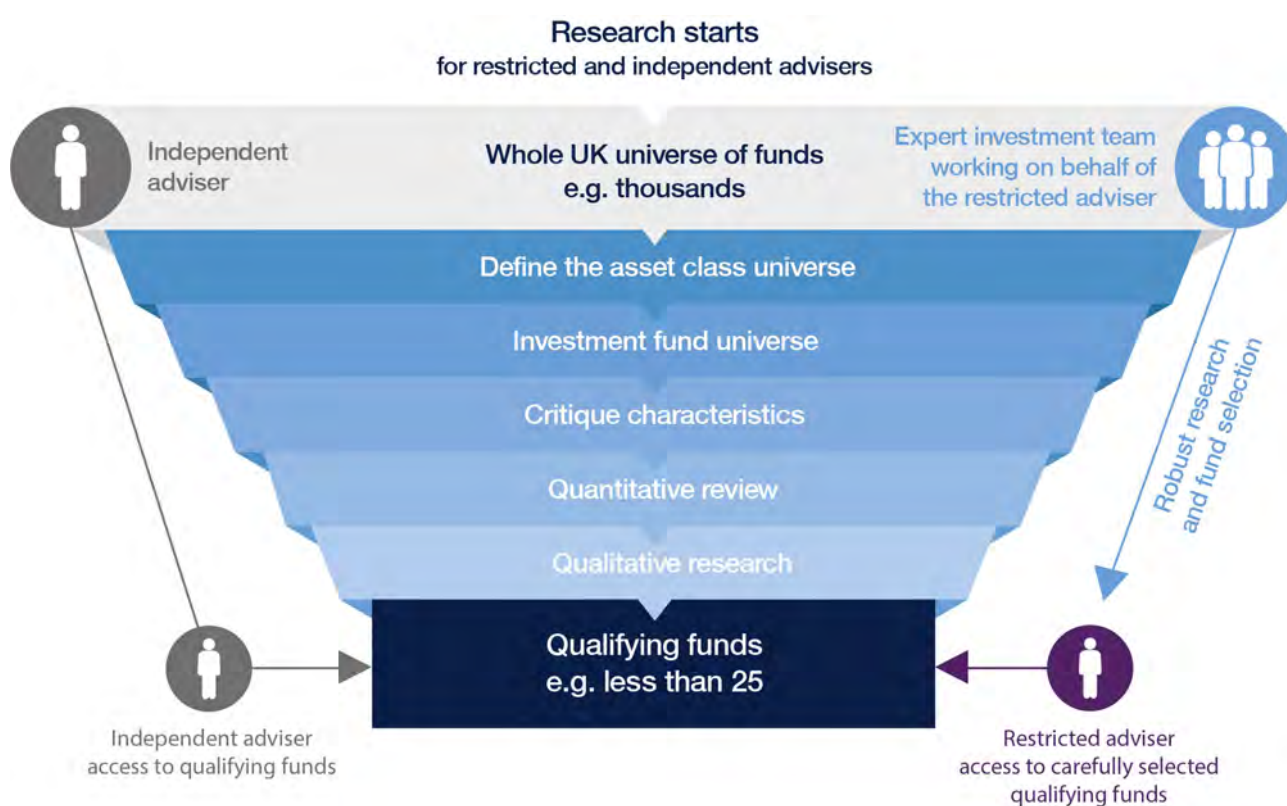 Research starts
for restricted and independent advisers
Independent
adviser
Whole UK universe of funds
e.g. thousands
Expert investment team
working on behalf of
the restricted adviser
Define the asset class universe
Investment fund universe
Critique characteristics
Quantitative review
Qualitative research
Robust research
and fund selection
Qualifying funds
e.g. less than 25
Independent adviser
access to qualifying funds
Restricted adviser
access to carefully selected
qualifying funds